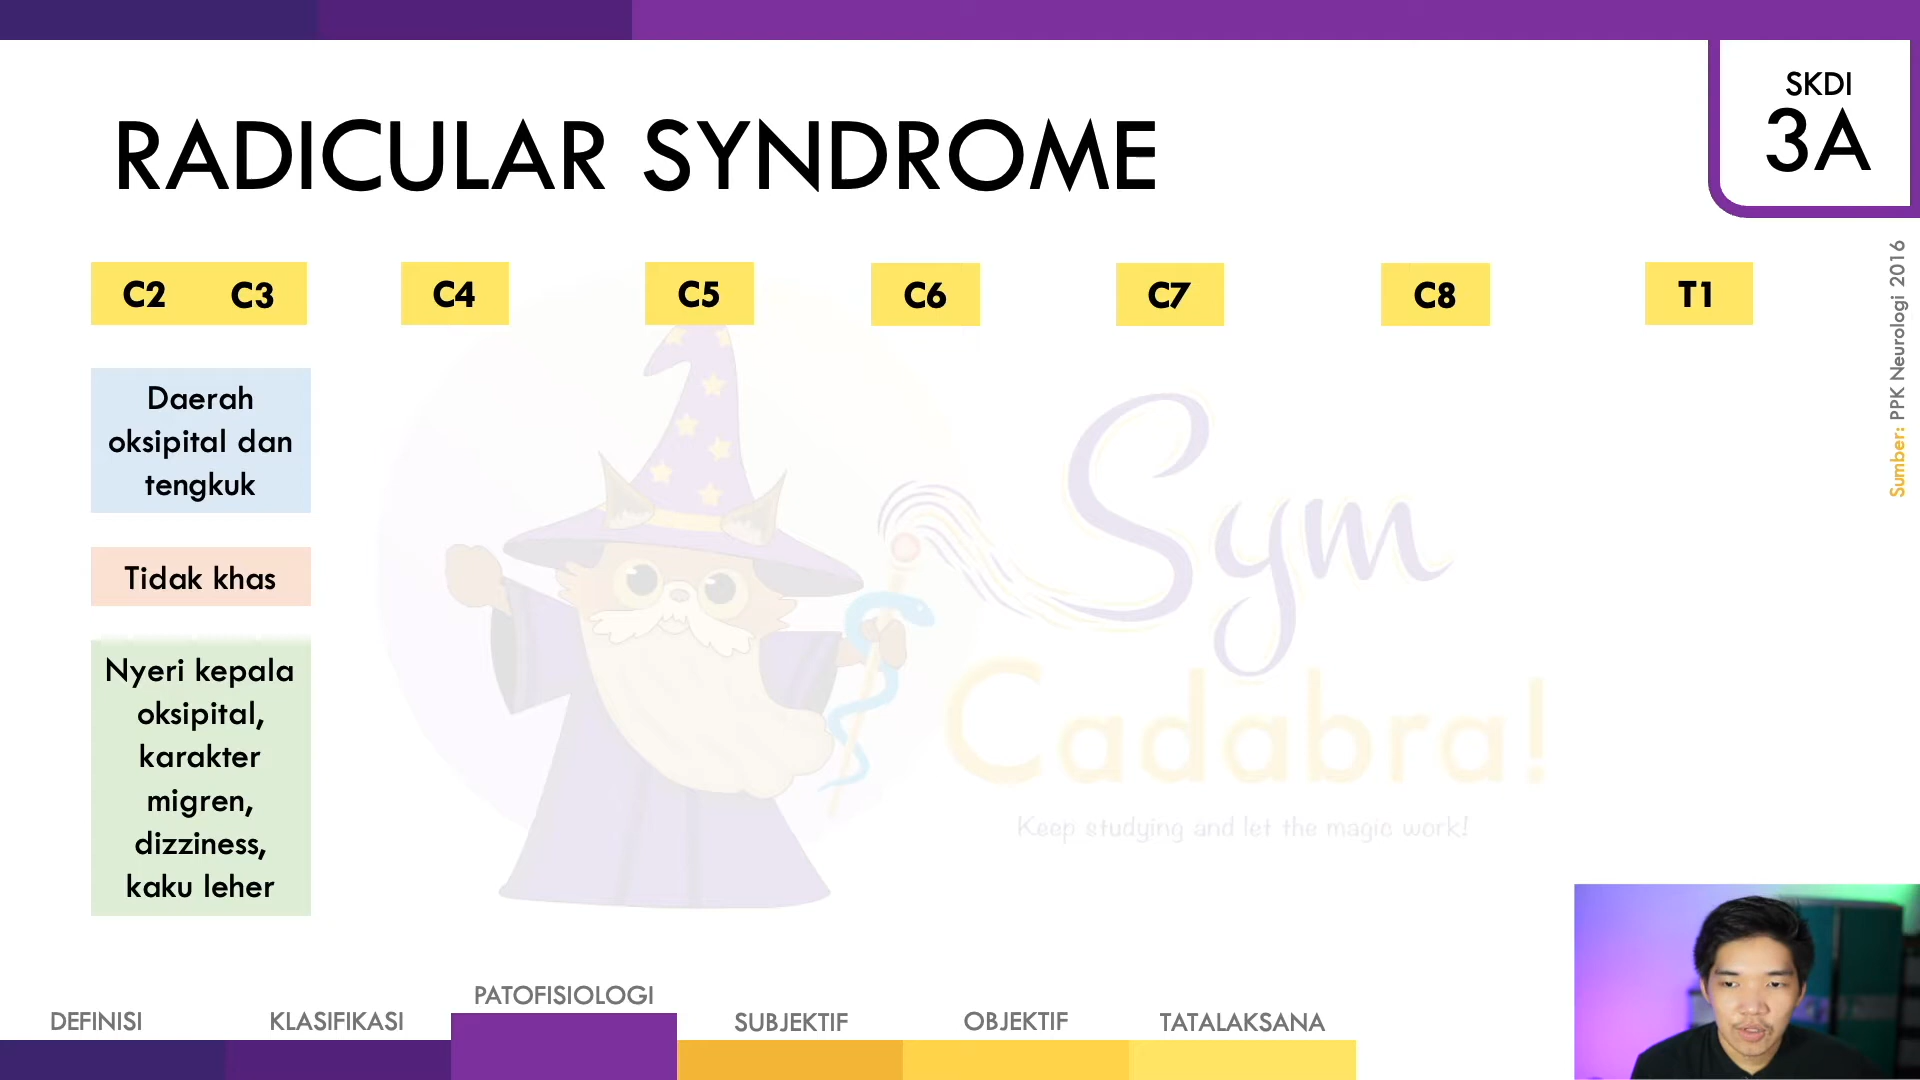 SKDI
3A
RADICULAR SYNDROME
Sumber: PPK Neurologi 2016
C2 C3 C4 C5 C6 C7 C8 T1
Daerah
oksipital dan
tengkuk
Tidak khas
Nyeri kepala
oksipital,
karakter
migren,
dizziness,
kaku leher
Sym
Cadabra!
Keep studying and let the magic work!
DEFINISI KLASIFIKASI PATOFISIOLOGI SUBJEKTIF OBJEKTIF TATALAKSANA